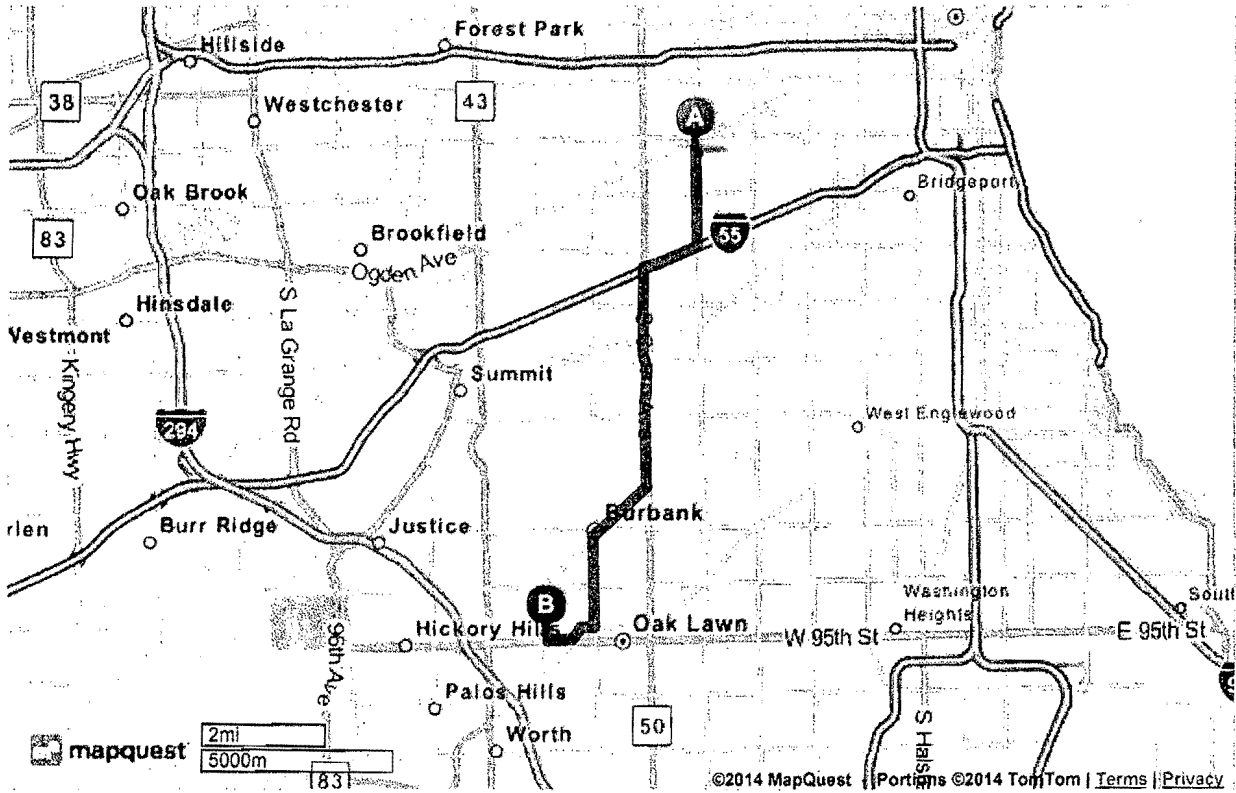 Forest Park
Hillside
38
Westchester
43
A
Oak Brook
Bridgeport
83
Brookfield
55
Ogden Ave
Hinsdale
S La Grange Rd
Vestmont
Kingery Hwy
Summit
294
West Englewood
rlen
Burr Ridge
Justice
Burbank
B
Washington
Heights
South
Hickory Hills
Oak Lawn
W 95th St
E 95th St
96th Ave
Palos Hills
50
Worth
S Halsted
mapquest
2mi
5000m
83
©2014 MapQuest Portions ©2014 TomTom | Terms | Privacy